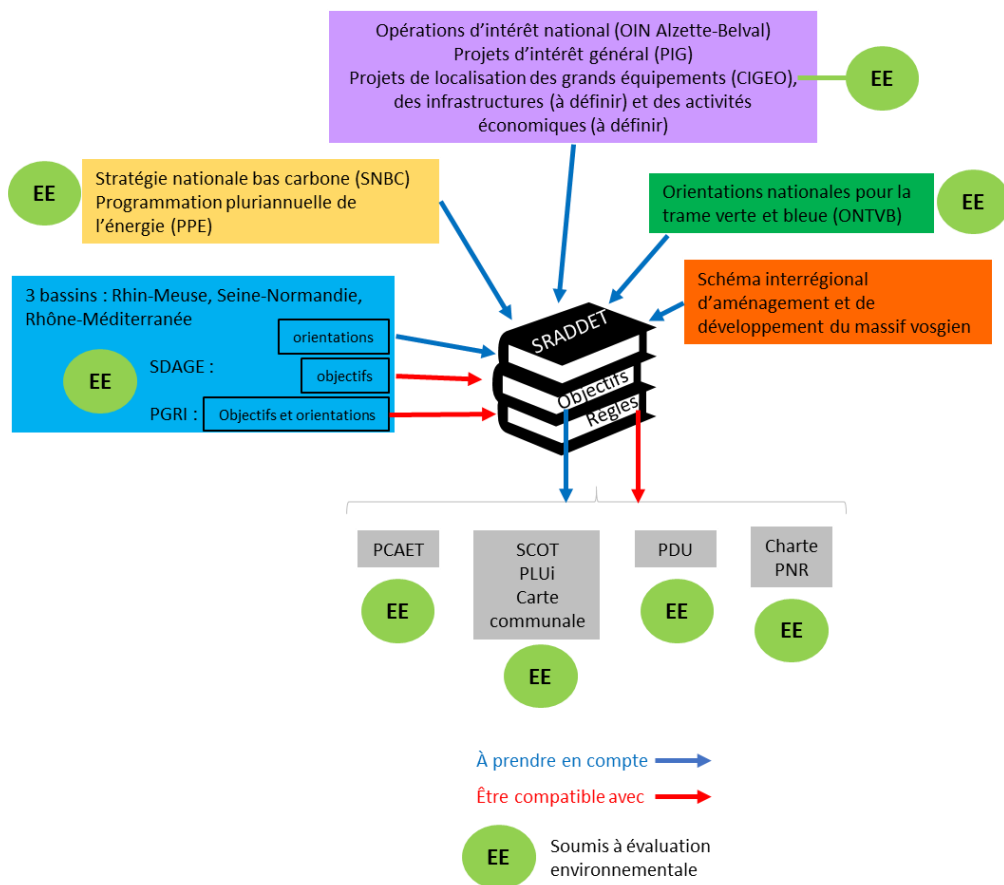 Opérations d’intérêt national (OIN Alzette-Belval)
Projets d’intérêt général (PIG)
Projets de localisation des grands équipements (CIGEO),
des infrastructures (à définir) et des activités
économiques (à définir)
EE
EE
Stratégie nationale bas carbone (SNBC)
Programmation pluriannuelle de
l’énergie (PPE)
Orientations nationales pour la
trame verte et bleue (ONTVB)
EE
3 bassins : Rhin-Meuse, Seine-Normandie,
Rhône-Méditerranée
orientations
EE
SDAGE :
objectifs
PGRI :
Objectifs et orientations
Schéma interrégional
d’aménagement et de
développement du massif vosgien
SRADDET
Objectifs
Règles
PCAET
EE
SCOT
PLUi
Carte
communale
EE
PDU
EE
Charte
PNR
EE
À prendre en compte
Être compatible avec
EE
Soumis à évaluation
environnementale